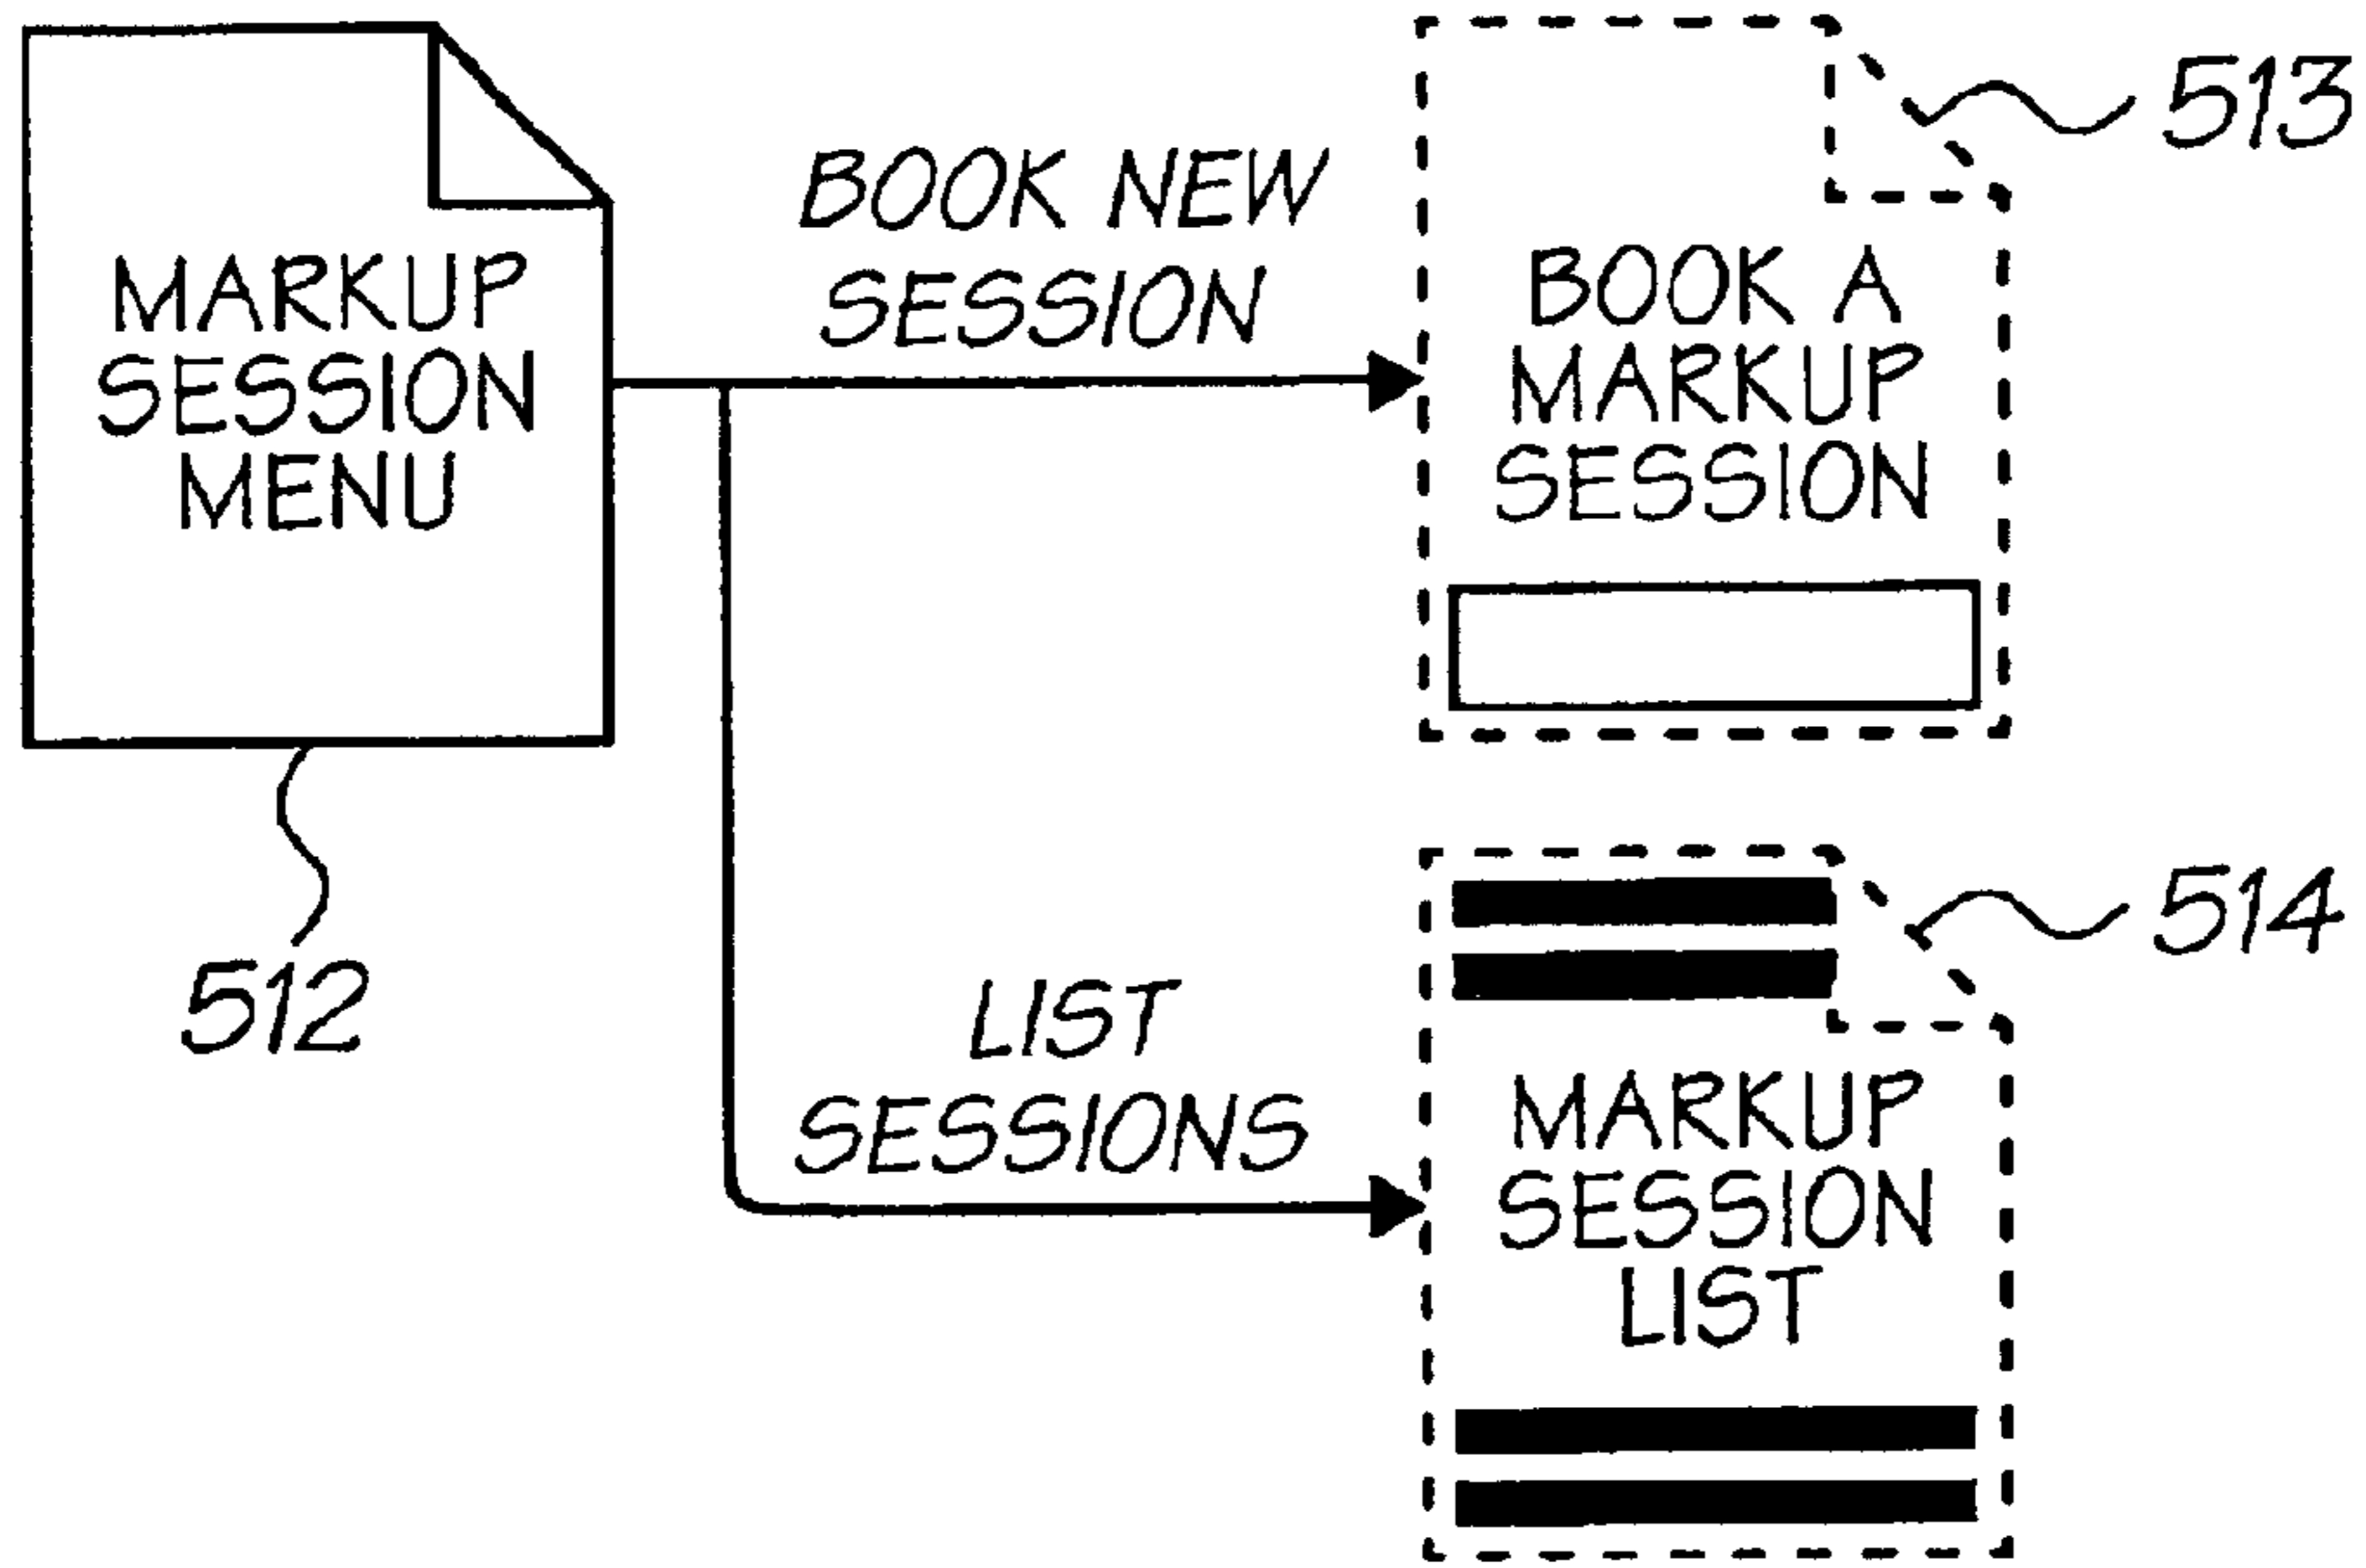 MARKUP
SESSION
MENU
512
BOOK NEW
SESSION
BOOK A
MARKUP
SESSION
513
LIST
SESSIONS
MARKUP
SESSION
LIST
514